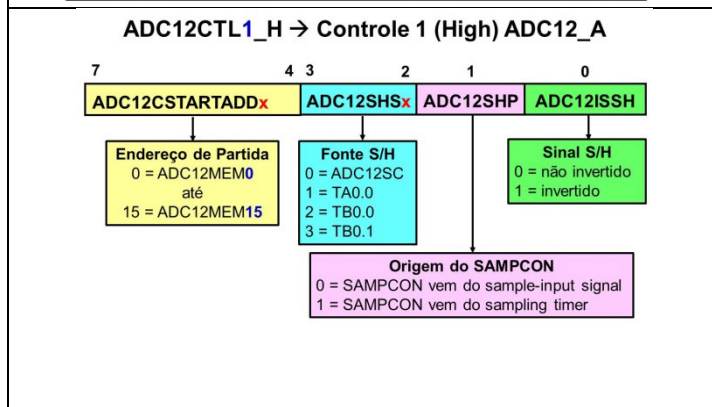 ADC12CTL1_H → Controle 1 (High) ADC12_A
7 4 3 2 1 0
ADC12CSTARTADDx ADC12SHSx ADC12SHP ADC12ISSH
Endereço de Partida
0 = ADC12MEM0
até
15 = ADC12MEM15
Fonte S/H
0 = ADC12SC
1 = TA0.0
2 = TB0.0
3 = TB0.1
Sinal S/H
0 = não invertido
1 = invertido
Origem do SAMPCON
0 = SAMPCON vem do sample-input signal
1 = SAMPCON vem do sampling timer